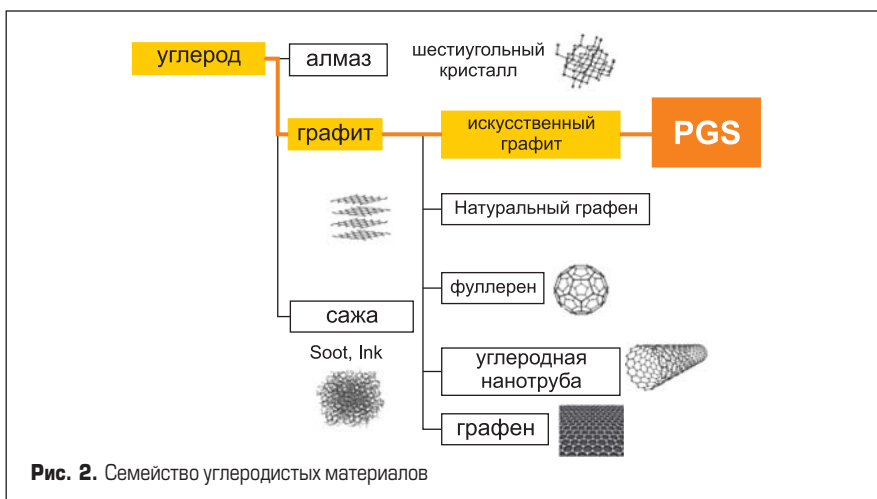 углерод
алмаз
шестиугольный
кристалл
графит
искусственный
графит
PGS
Натуральный графен
фуллерен
сажа
Soot, Ink
углеродная
нанотруба
графен
Рис. 2. Семейство углеродистых материалов